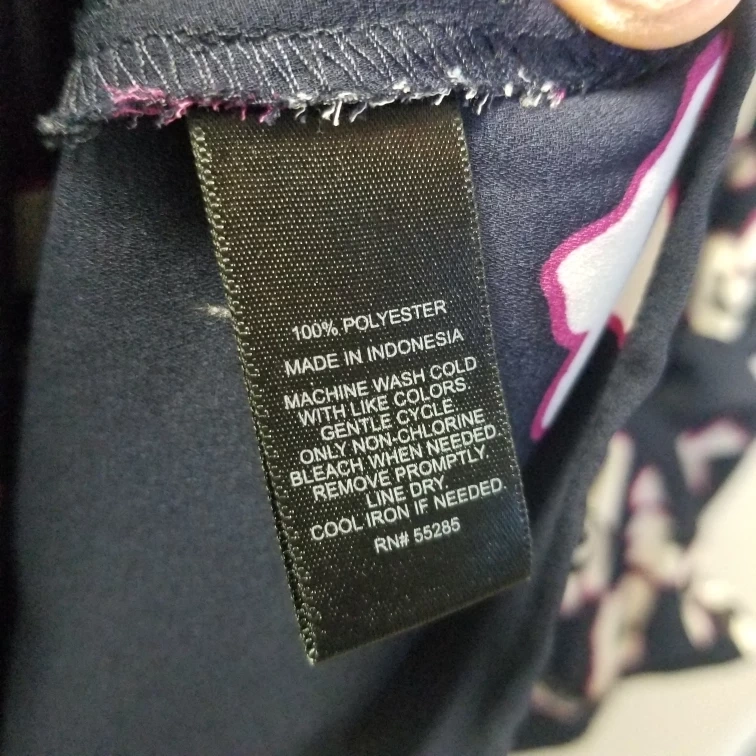 100% POLYESTER
MADE IN INDONESIA
MACHINE WASH COLD
WITH LIKE COLORS
GENTLE CYCLE.
ONLY NON-CHLORINE
BLEACH WHEN NEEDED.
REMOVE PROMPTLY.
LINE DRY.
COOL IRON IF NEEDED.
RN# 55285